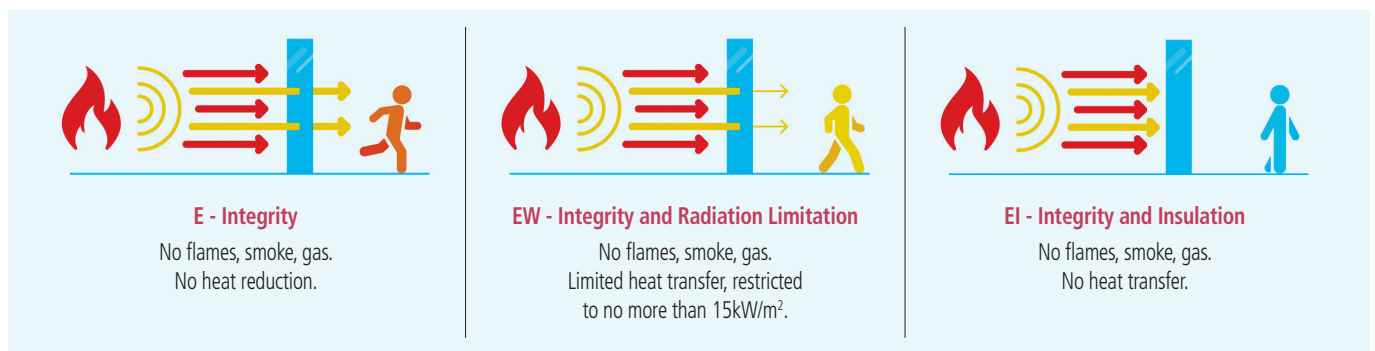 E - Integrity
No flames, smoke, gas.
No heat reduction.
EW - Integrity and Radiation Limitation
No flames, smoke, gas.
Limited heat transfer, restricted
to no more than 15kW/m².
EI - Integrity and Insulation
No flames, smoke, gas.
No heat transfer.